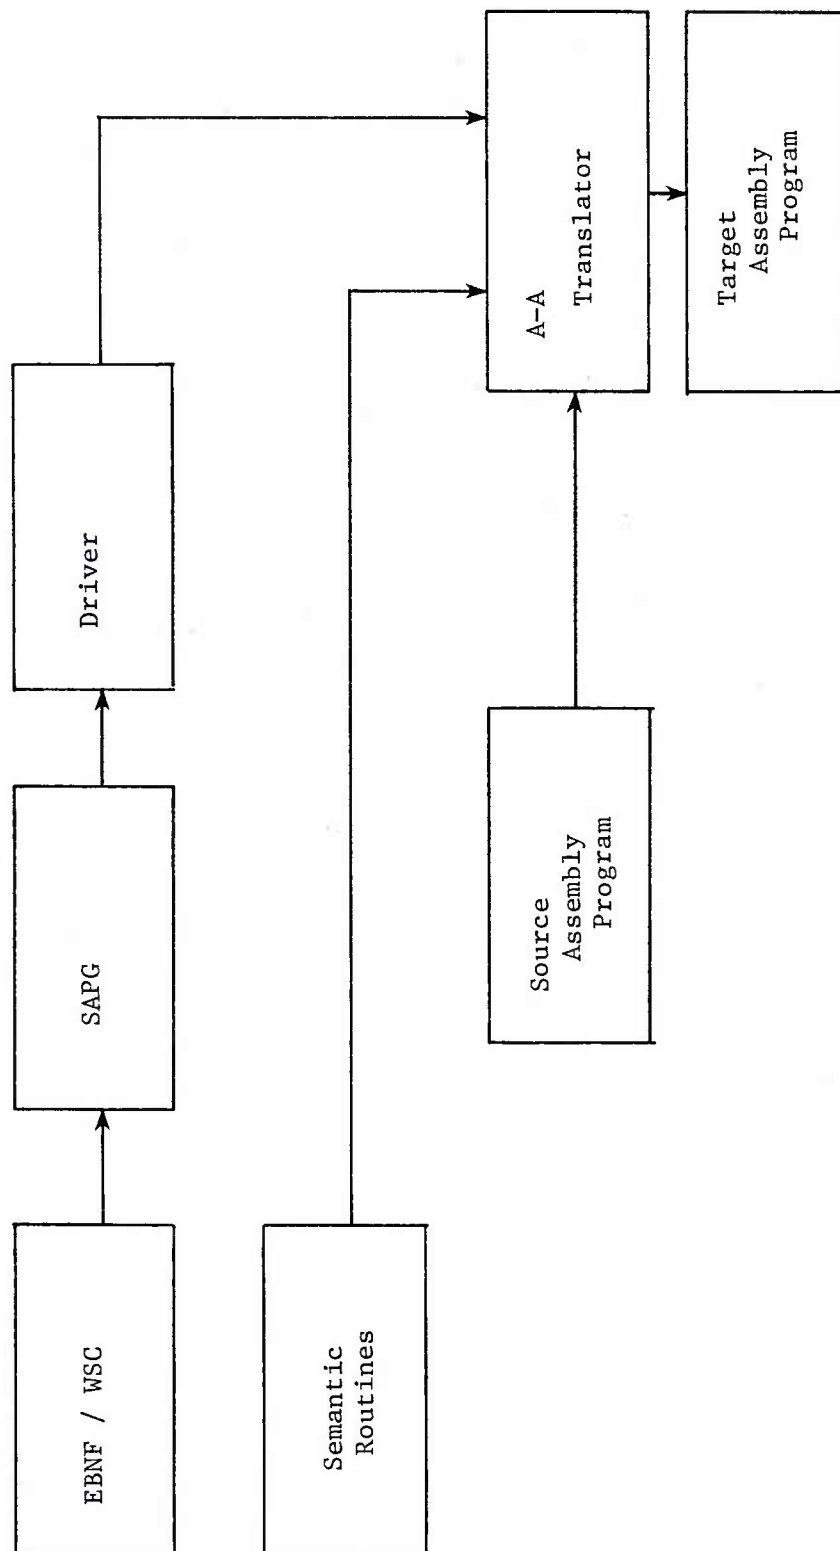 EBNF / WSC
SAPG
Driver
Semantic
Routines
A-A
Translator
Source
Assembly
Program
Target
Assembly
Program